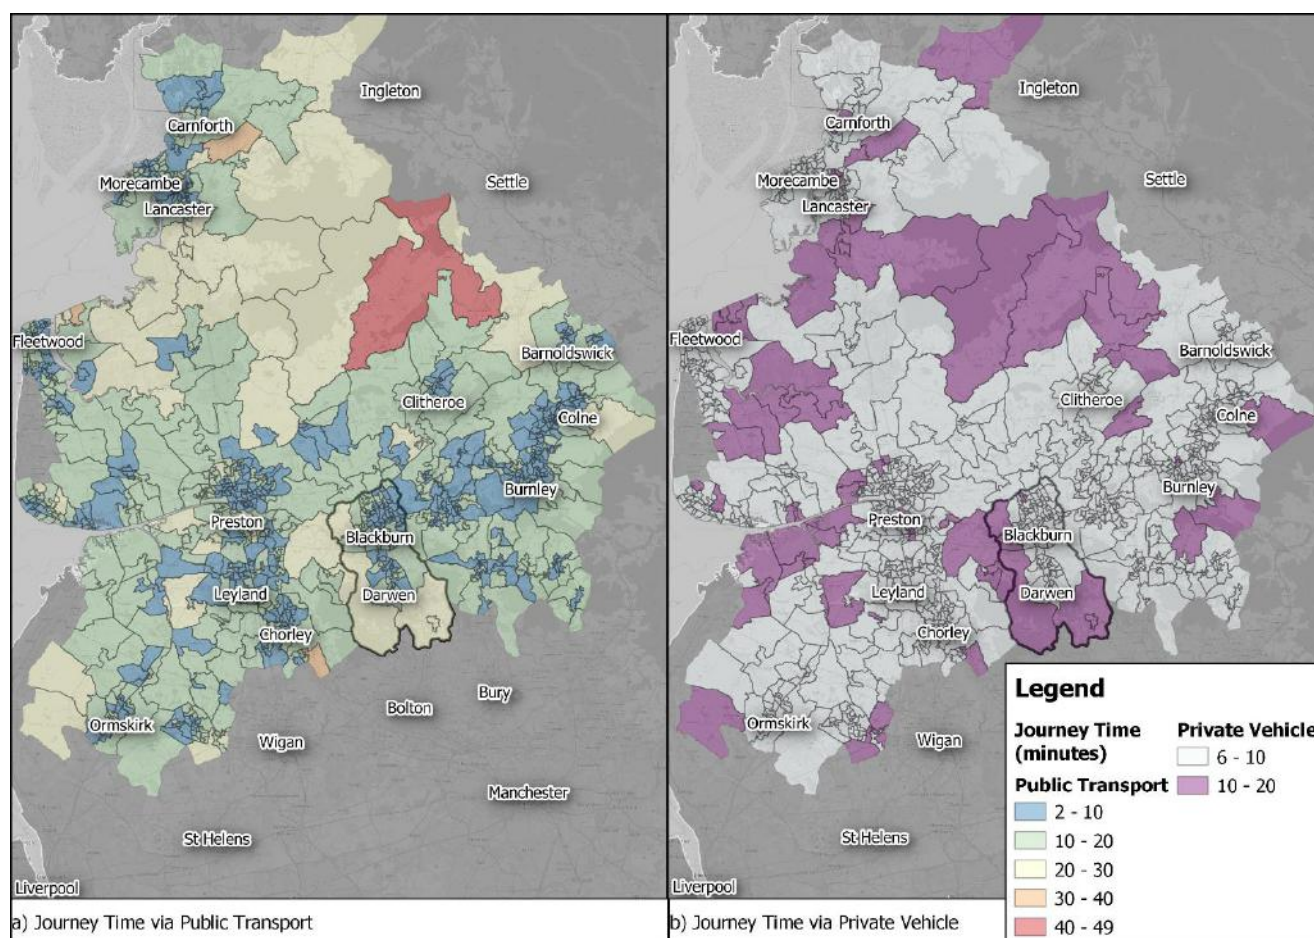 Ingleton
Carnforth
Morecambe
Settle
Lancaster
Fleetwood
Barnoldswick
Clitheroe
Colne
Burnley
Preston
Blackburn
Leyland
Darwen
Chorley
Bury
Bolton
Ormskirk
Wigan
Manchester
St Helens
Liverpool
a) Journey Time via Public Transport
Ingleton
Carnforth
Morecambe
Settle
Lancaster
Fleetwood
Barnoldswick
Clitheroe
Colne
Burnley
Preston
Blackburn
Leyland
Darwen
Chorley
Ormskirk
Wigan
St Helens
Liverpool
b) Journey Time via Private Vehicle
Legend
Journey Time
(minutes)
Public Transport
2 - 10
10 - 20
20 - 30
30 - 40
40 - 49
Private Vehicle
6 - 10
10 - 20